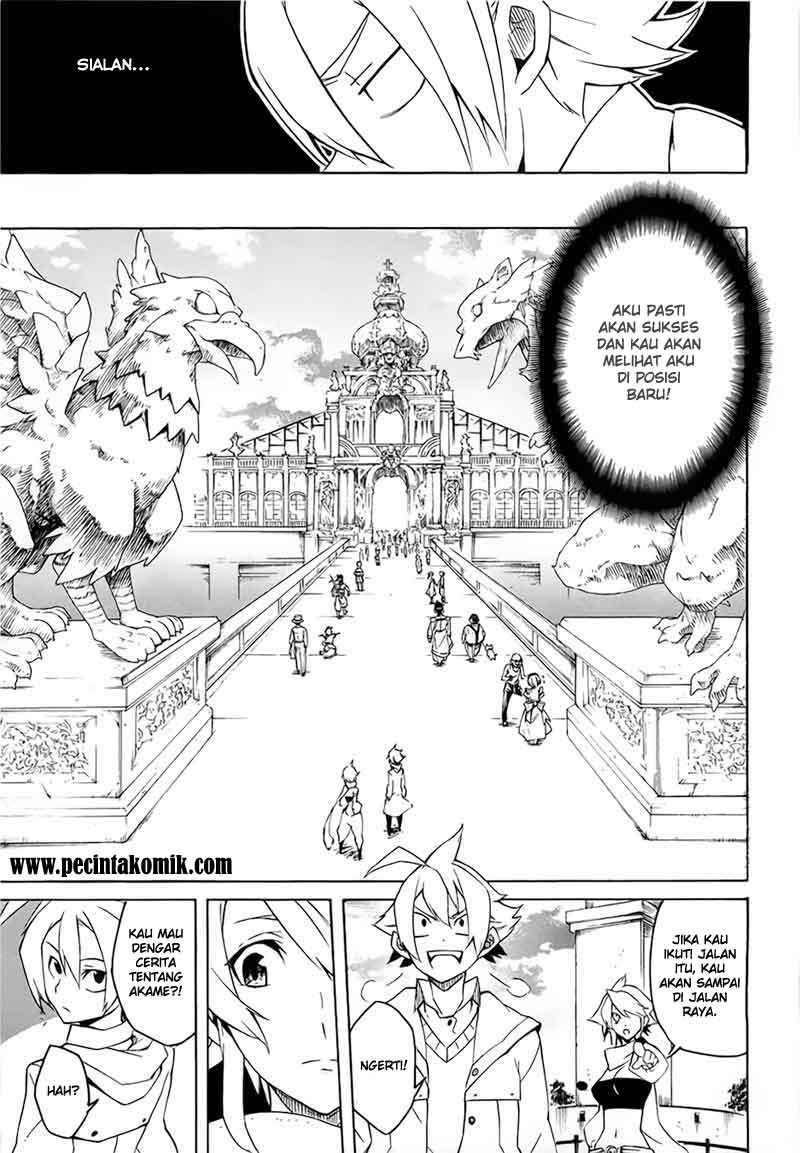 SIALAN...
AKU PASTI
AKAN SUKSES
DAN KAU AKAN
MELIHAT AKU
DI POSISI
BARU!
www.pecintakomik.com
JIKA KAU
IKUTI JALAN
ITU, KAU
AKAN SAMPAI
DI JALAN
RAYA.
NGERTI!
KAU MAU
DENGAR
CERITA
TENTANG
AKAME?!
HAH?